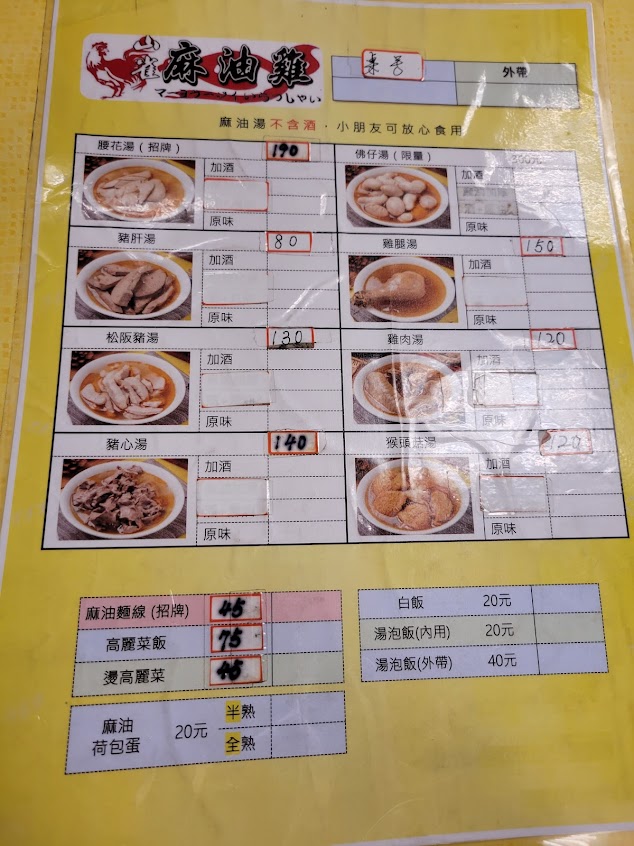 雀 麻油雞
桌号 外帶
麻油湯不含酒．小朋友可放心食用
腰花湯(招牌) 190
加酒
原味
佛仔湯(限量) 300元
加酒
原味
豬肝湯 80
加酒
原味
雞腿湯 150
加酒
原味
松阪豬湯 130
加酒
原味
雞肉湯 120
加酒
原味
豬心湯 140
加酒
原味
猴頭菇湯 120
加酒
原味
麻油麵線(招牌) 45
高麗菜飯 75
燙高麗菜 45
麻油
荷包蛋 20元
半熟
全熟
白飯 20元
湯泡飯(內用) 20元
湯泡飯(外帶) 40元